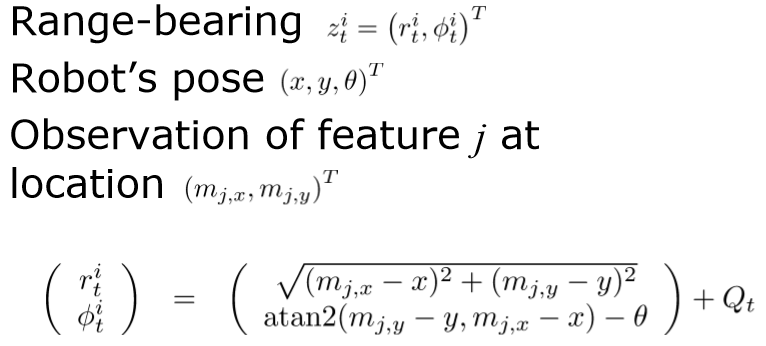 Range-bearing $z_t^i = (r_t^i, \phi_t^i)^T$
Robot's pose $(x, y, \theta)^T$
Observation of feature $j$ at
location $(m_{j,x}, m_{j,y})^T$
$\begin{pmatrix} r_t^i \\ \phi_t^i \end{pmatrix} = \begin{pmatrix} \sqrt{(m_{j,x} - x)^2 + (m_{j,y} - y)^2} \\ \text{atan2}(m_{j,y} - y, m_{j,x} - x) - \theta \end{pmatrix} + Q_t$